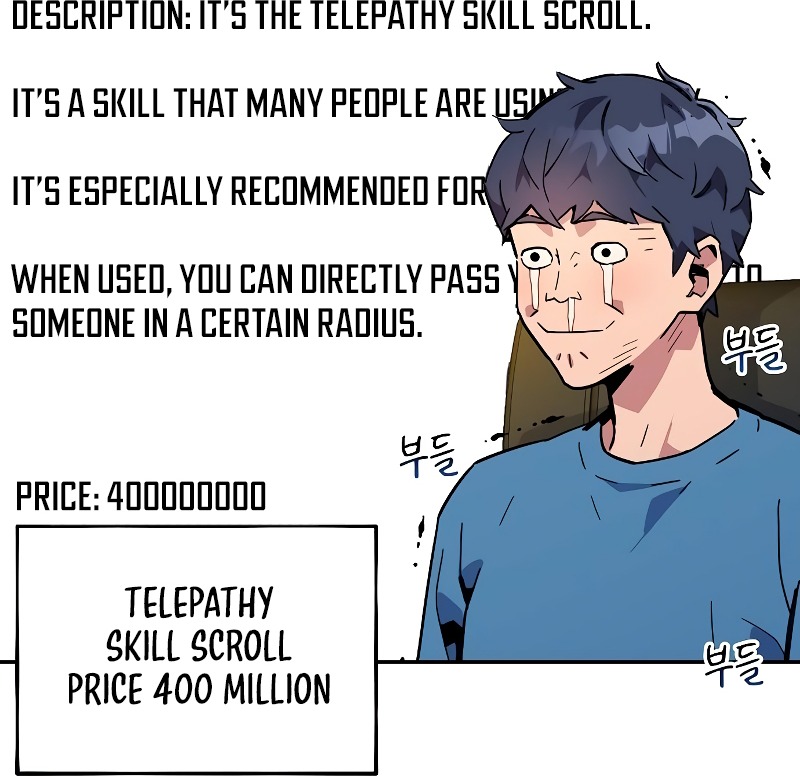 DESCRIPTION: IT'S THE TELEPATHY SKILL SCROLL.
IT'S A SKILL THAT MANY PEOPLE ARE
IT'S ESPECIALLY RECOMMENDED FOR
WHEN USED, YOU CAN DIRECTLY PASS TO
SOMEONE IN A CERTAIN RADIUS.
부들
부들
PRICE: 400000000
TELEPATHY
SKILL SCROLL
PRICE 400 MILLION
부들